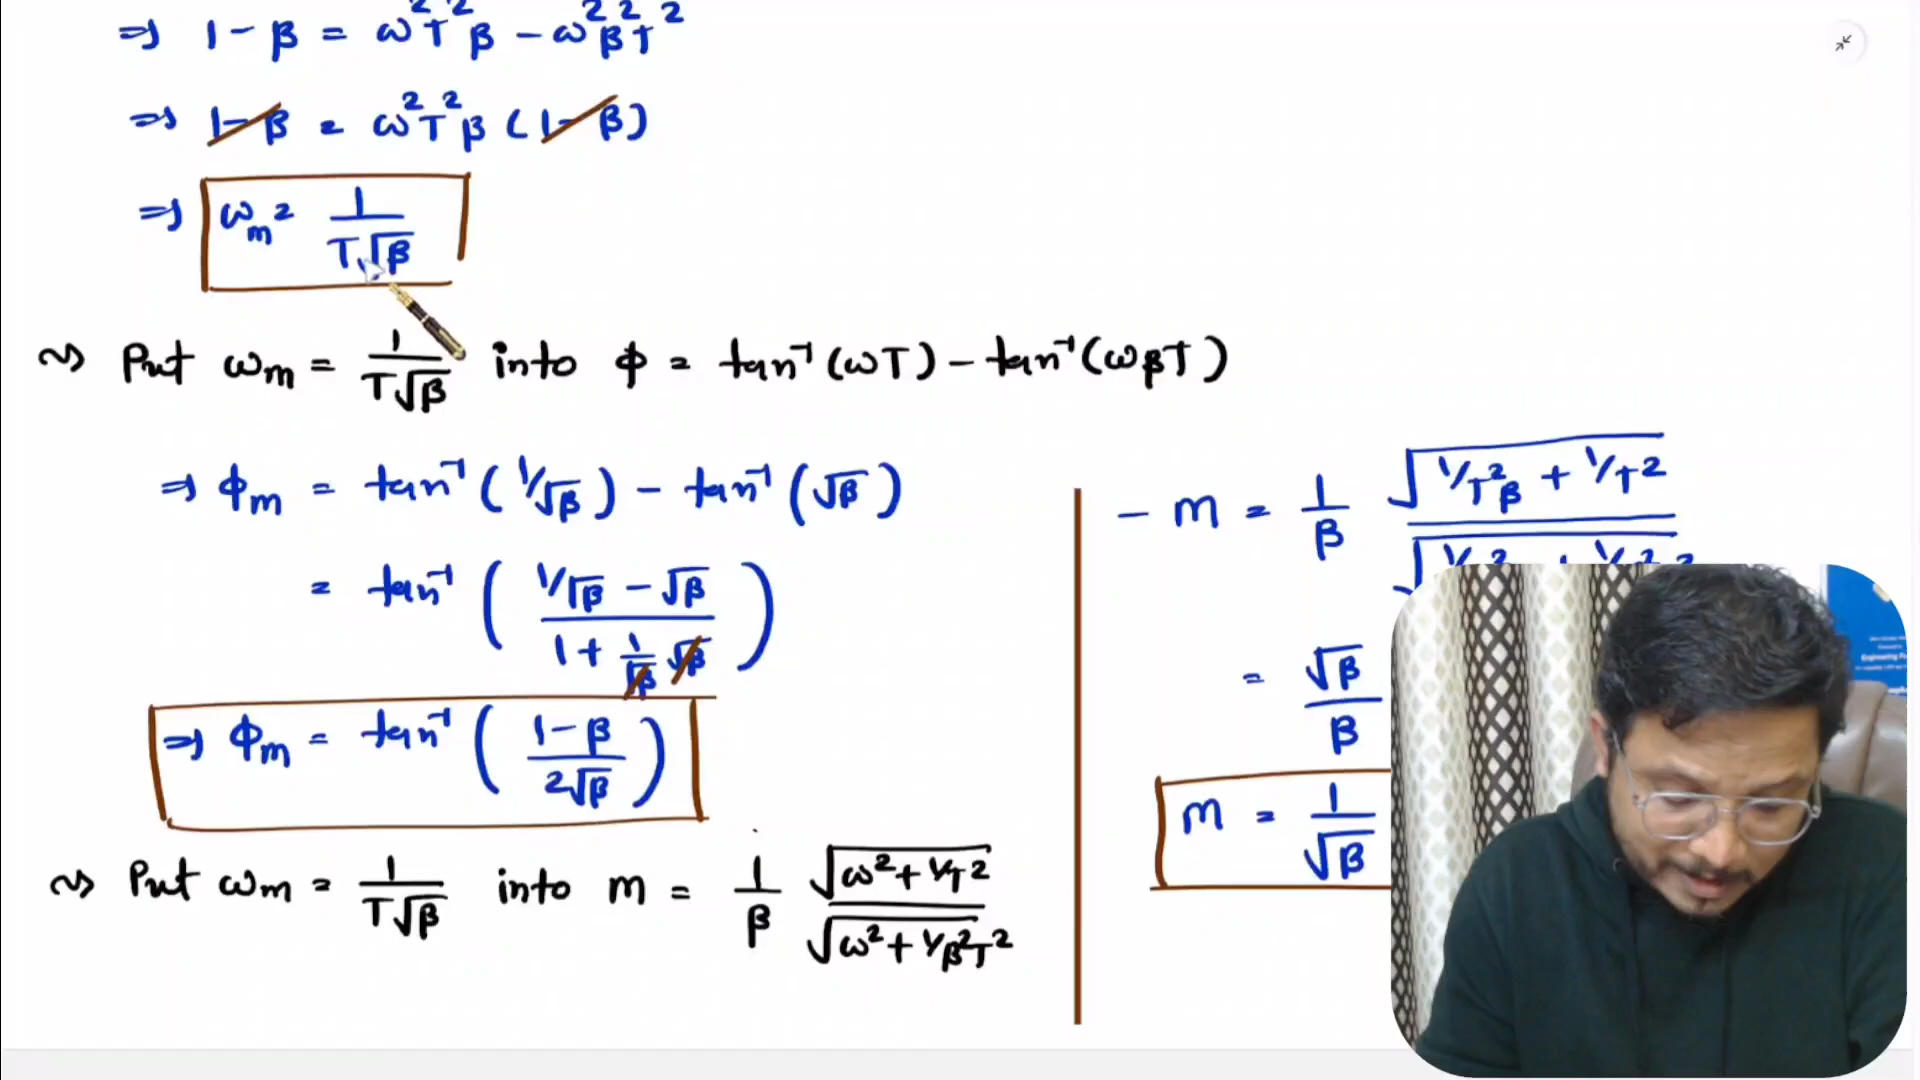 ⇒ 1 - β = ω²T²β - ω²β²T²
⇒ 1 - β = ω²T²β (1 - β)
⇒ ωm = 1/(T√β)
~> Put ωm = 1/(T√β) into ϕ = tan⁻¹(ωT) - tan⁻¹(ωβT)
⇒ ϕm = tan⁻¹(1/√β) - tan⁻¹(√β)
= tan⁻¹((1/√β - √β)/(1 + 1/√β √β))
⇒ ϕm = tan⁻¹((1 - β)/(2√β))
~> Put ωm = 1/(T√β) into m = 1/β √(ω² + 1/T²)/√(ω² + 1/β²T²)
- m = 1/β √(1/T²β + 1/T²)
= √β/β
m = 1/√β